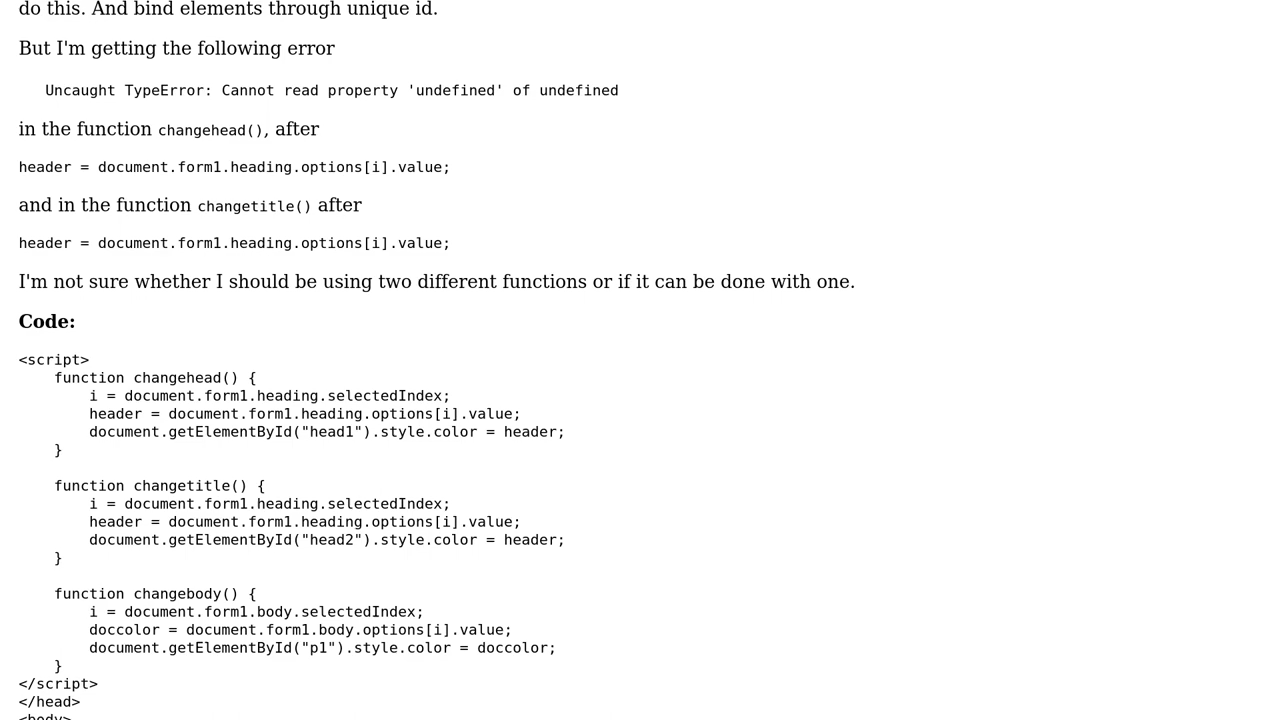 do this. And bind elements through unique id.
But I'm getting the following error
Uncaught TypeError: Cannot read property 'undefined' of undefined
in the function changehead(), after
header = document.form1.heading.options[i].value;
and in the function changetitle() after
header = document.form1.heading.options[i].value;
I'm not sure whether I should be using two different functions or if it can be done with one.
Code:
<script>
    function changehead() {
        i = document.form1.heading.selectedIndex;
        header = document.form1.heading.options[i].value;
        document.getElementById("head1").style.color = header;
    }
    function changetitle() {
        i = document.form1.heading.selectedIndex;
        header = document.form1.heading.options[i].value;
        document.getElementById("head2").style.color = header;
    }
    function changebody() {
        i = document.form1.body.selectedIndex;
        doccolor = document.form1.body.options[i].value;
        document.getElementById("p1").style.color = doccolor;
    }
</script>
</head>
<body>